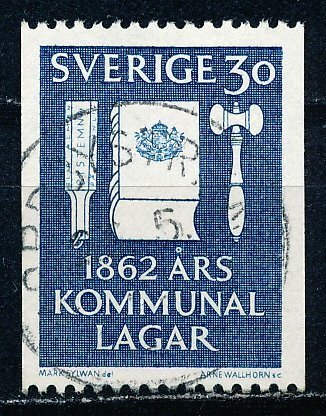 SVERIGE 30
1862 ÅRS
KOMMUNAL
LAGAR
MARK SYLWAN del ARNE WALLHORN sc